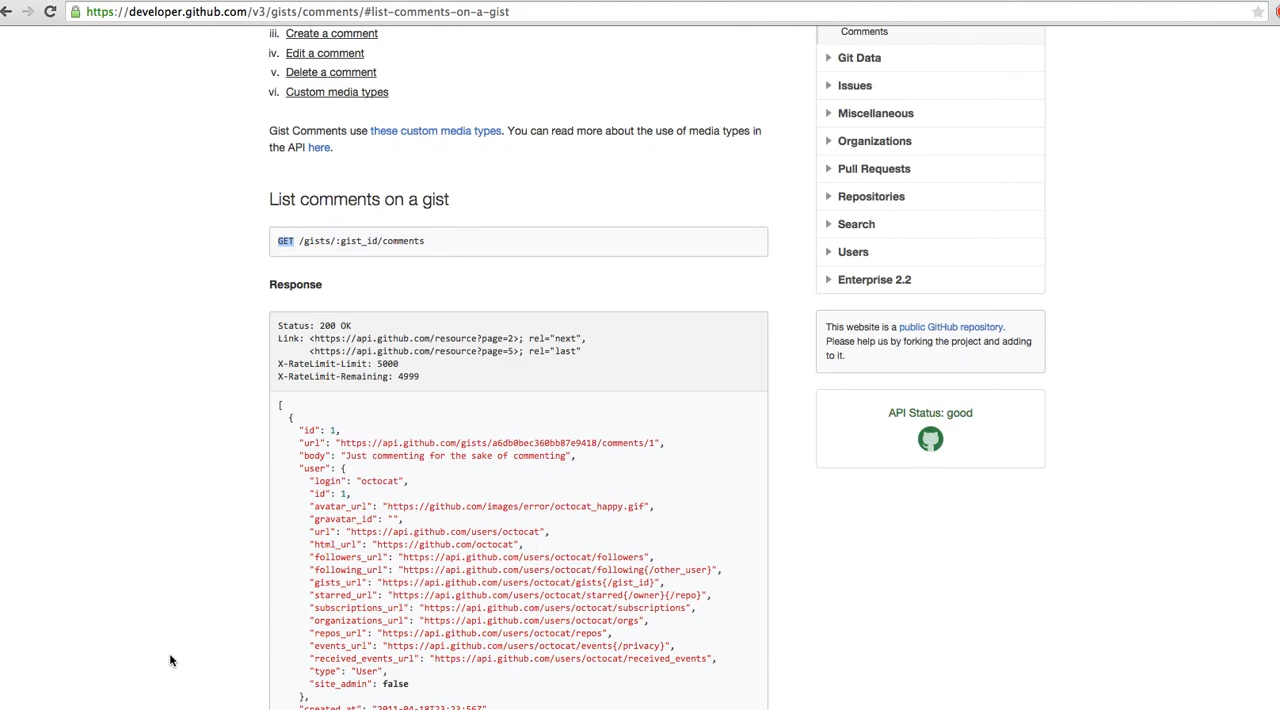 https://developer.github.com/v3/gists/comments/#list-comments-on-a-gist
iii. Create a comment
iv. Edit a comment
v. Delete a comment
vi. Custom media types
Gist Comments use these custom media types. You can read more about the use of media types in
the API here.
List comments on a gist
GET /gists/:gist_id/comments
Response
Status: 200 OK
Link: <https://api.github.com/resource?page=2>; rel="next",
<https://api.github.com/resource?page=5>; rel="last"
X-RateLimit-Limit: 5000
X-RateLimit-Remaining: 4999
[
{
"id": 1,
"url": "https://api.github.com/gists/a6db0bec360bb87e9418/comments/1",
"body": "Just commenting for the sake of commenting",
"user": {
"login": "octocat",
"id": 1,
"avatar_url": "https://github.com/images/error/octocat_happy.gif",
"gravatar_id": "",
"url": "https://api.github.com/users/octocat",
"html_url": "https://github.com/octocat",
"followers_url": "https://api.github.com/users/octocat/followers",
"following_url": "https://api.github.com/users/octocat/following{/other_user}",
"gists_url": "https://api.github.com/users/octocat/gists{/gist_id}",
"starred_url": "https://api.github.com/users/octocat/starred{/owner}{/repo}",
"subscriptions_url": "https://api.github.com/users/octocat/subscriptions",
"organizations_url": "https://api.github.com/users/octocat/orgs",
"repos_url": "https://api.github.com/users/octocat/repos",
"events_url": "https://api.github.com/users/octocat/events{/privacy}",
"received_events_url": "https://api.github.com/users/octocat/received_events",
"type": "User",
"site_admin": false
},
"created_at": "2011-04-18T23:23:56Z"
Comments
Git Data
Issues
Miscellaneous
Organizations
Pull Requests
Repositories
Search
Users
Enterprise 2.2
This website is a public GitHub repository.
Please help us by forking the project and adding
to it.
API Status: good